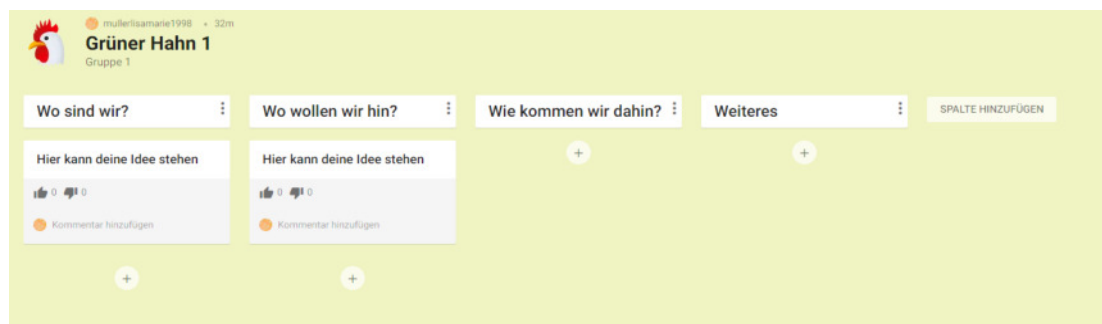 mullerlisamarie1998 • 32m
Grüner Hahn 1
Gruppe 1
Wo sind wir?
Wo wollen wir hin?
Wie kommen wir dahin?
Weiteres
SPALTE HINZUFÜGEN
Hier kann deine Idee stehen
0 0
Kommentar hinzufügen
Hier kann deine Idee stehen
0 0
Kommentar hinzufügen